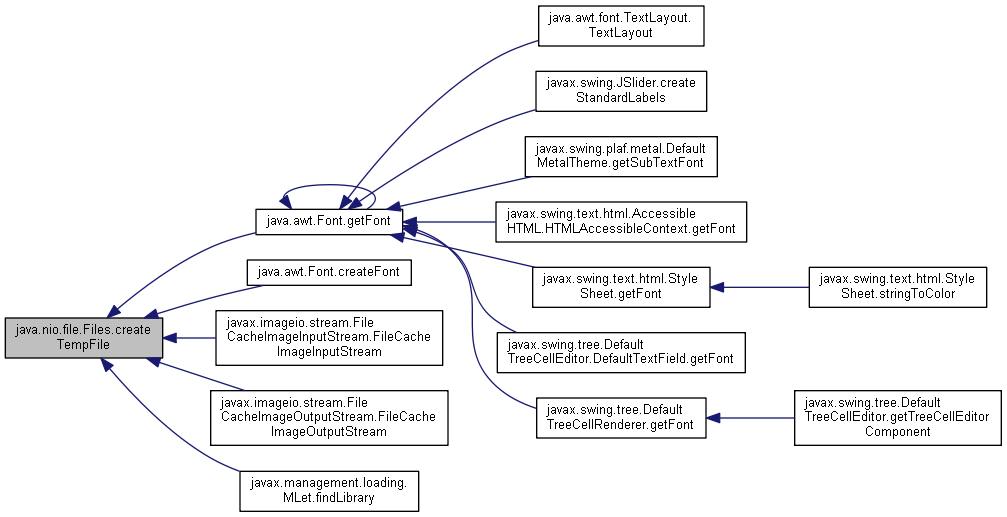 java.awt.font.TextLayout.
TextLayout
javax.swing.JSlider.create
StandardLabels
javax.swing.plaf.metal.Default
MetalTheme.getSubTextFont
java.awt.Font.getFont
javax.swing.text.html.Accessible
HTML.HTMLAccessibleContext.getFont
java.awt.Font.createFont
javax.swing.text.html.Style
Sheet.getFont
javax.swing.text.html.Style
Sheet.stringToColor
java.nio.file.Files.create
TempFile
javax.imageio.stream.File
CacheImageInputStream.FileCache
ImageInputStream
javax.swing.tree.Default
TreeCellEditor.DefaultTextField.getFont
javax.imageio.stream.File
CacheImageOutputStream.FileCache
ImageOutputStream
javax.swing.tree.Default
TreeCellRenderer.getFont
javax.swing.tree.Default
TreeCellEditor.getTreeCellEditor
Component
javax.management.loading.
MLet.findLibrary